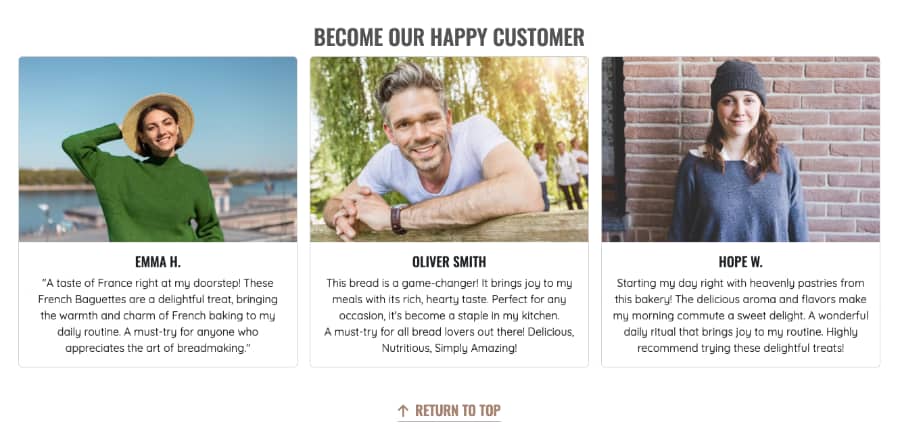 BECOME OUR HAPPY CUSTOMER
EMMA H.
"A taste of France right at my doorstep! These
French Baguettes are a delightful treat, bringing
the warmth and charm of French baking to my
daily routine. A must-try for anyone who
appreciates the art of breadmaking."
OLIVER SMITH
This bread is a game-changer! It brings joy to my
meals with its rich, hearty taste. Perfect for any
occasion, it's become a staple in my kitchen.
A must-try for all bread lovers out there! Delicious,
Nutritious, Simply Amazing!
HOPE W.
Starting my day right with heavenly pastries from
this bakery! The delicious arama and flavors make
my morning commute a sweet delight. A wonderful
daily ritual that brings joy to my routine. Highly
recommend trying these delightful treats!
↑ RETURN TO TOP